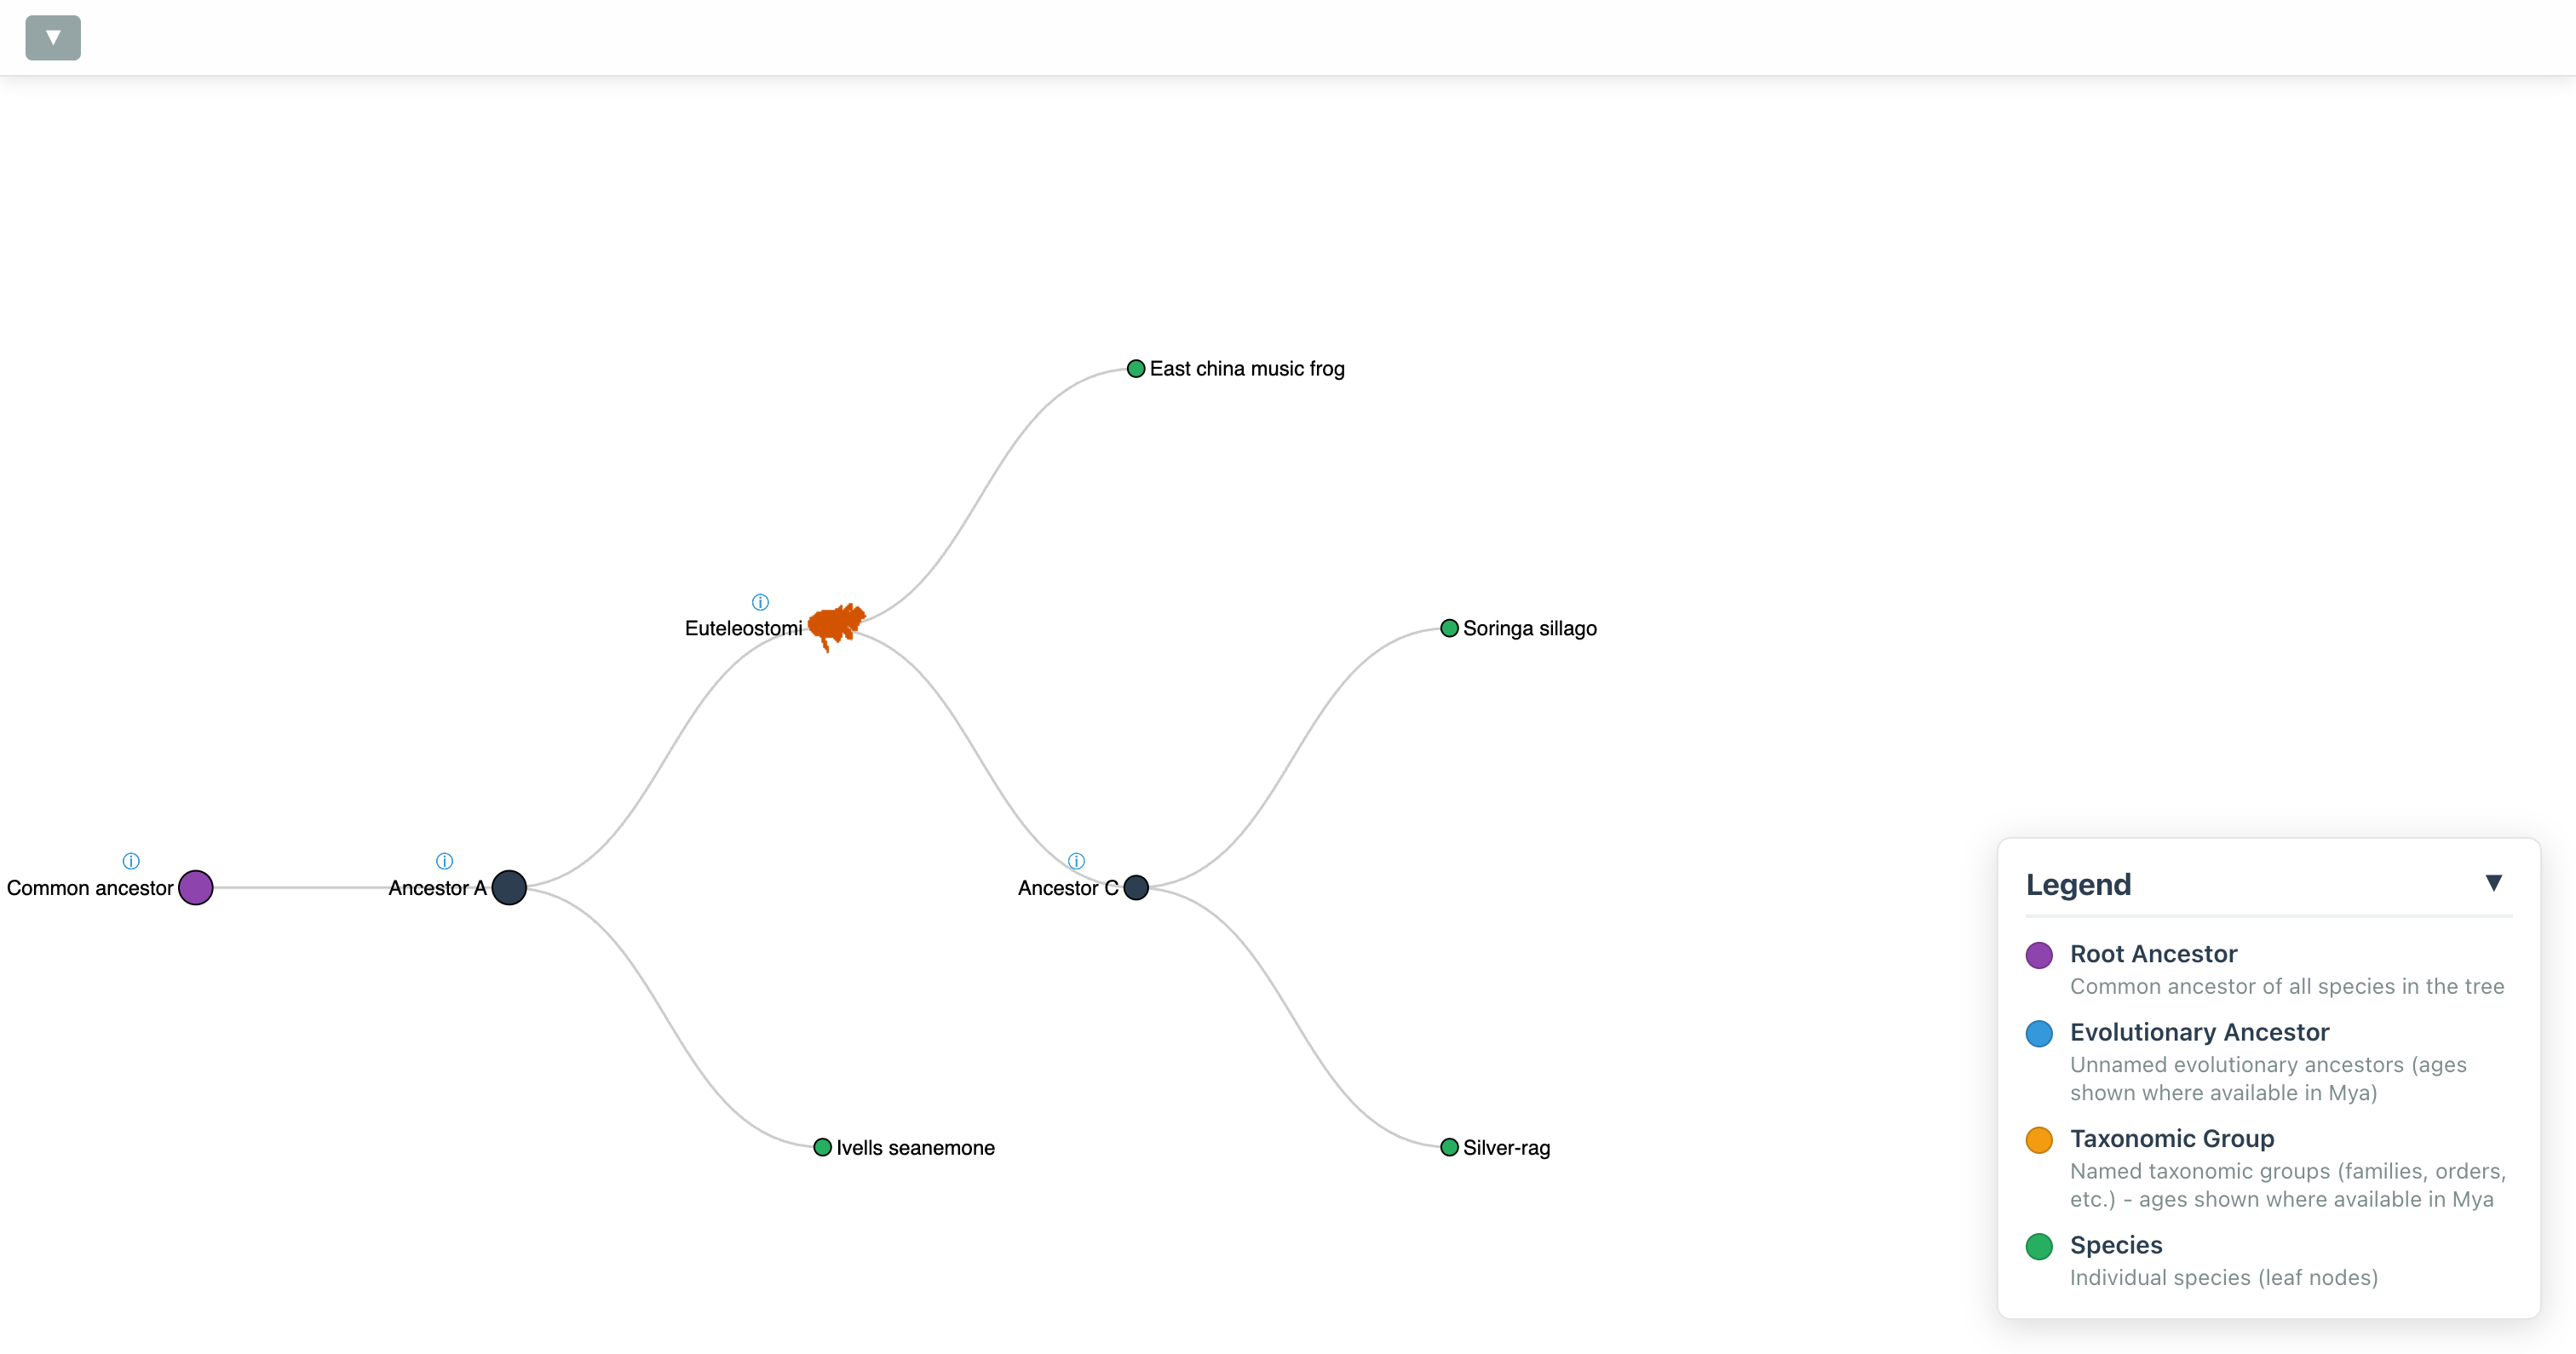 ▼
East china music frog
Euteleostomi
Soringa sillago
Common ancestor
Ancestor A
Ancestor C
Ivells seanemone
Silver-rag
Legend ▼
Root Ancestor
Common ancestor of all species in the tree
Evolutionary Ancestor
Unnamed evolutionary ancestors (ages
shown where available in Mya)
Taxonomic Group
Named taxonomic groups (families, orders,
etc.) - ages shown where available in Mya
Species
Individual species (leaf nodes)